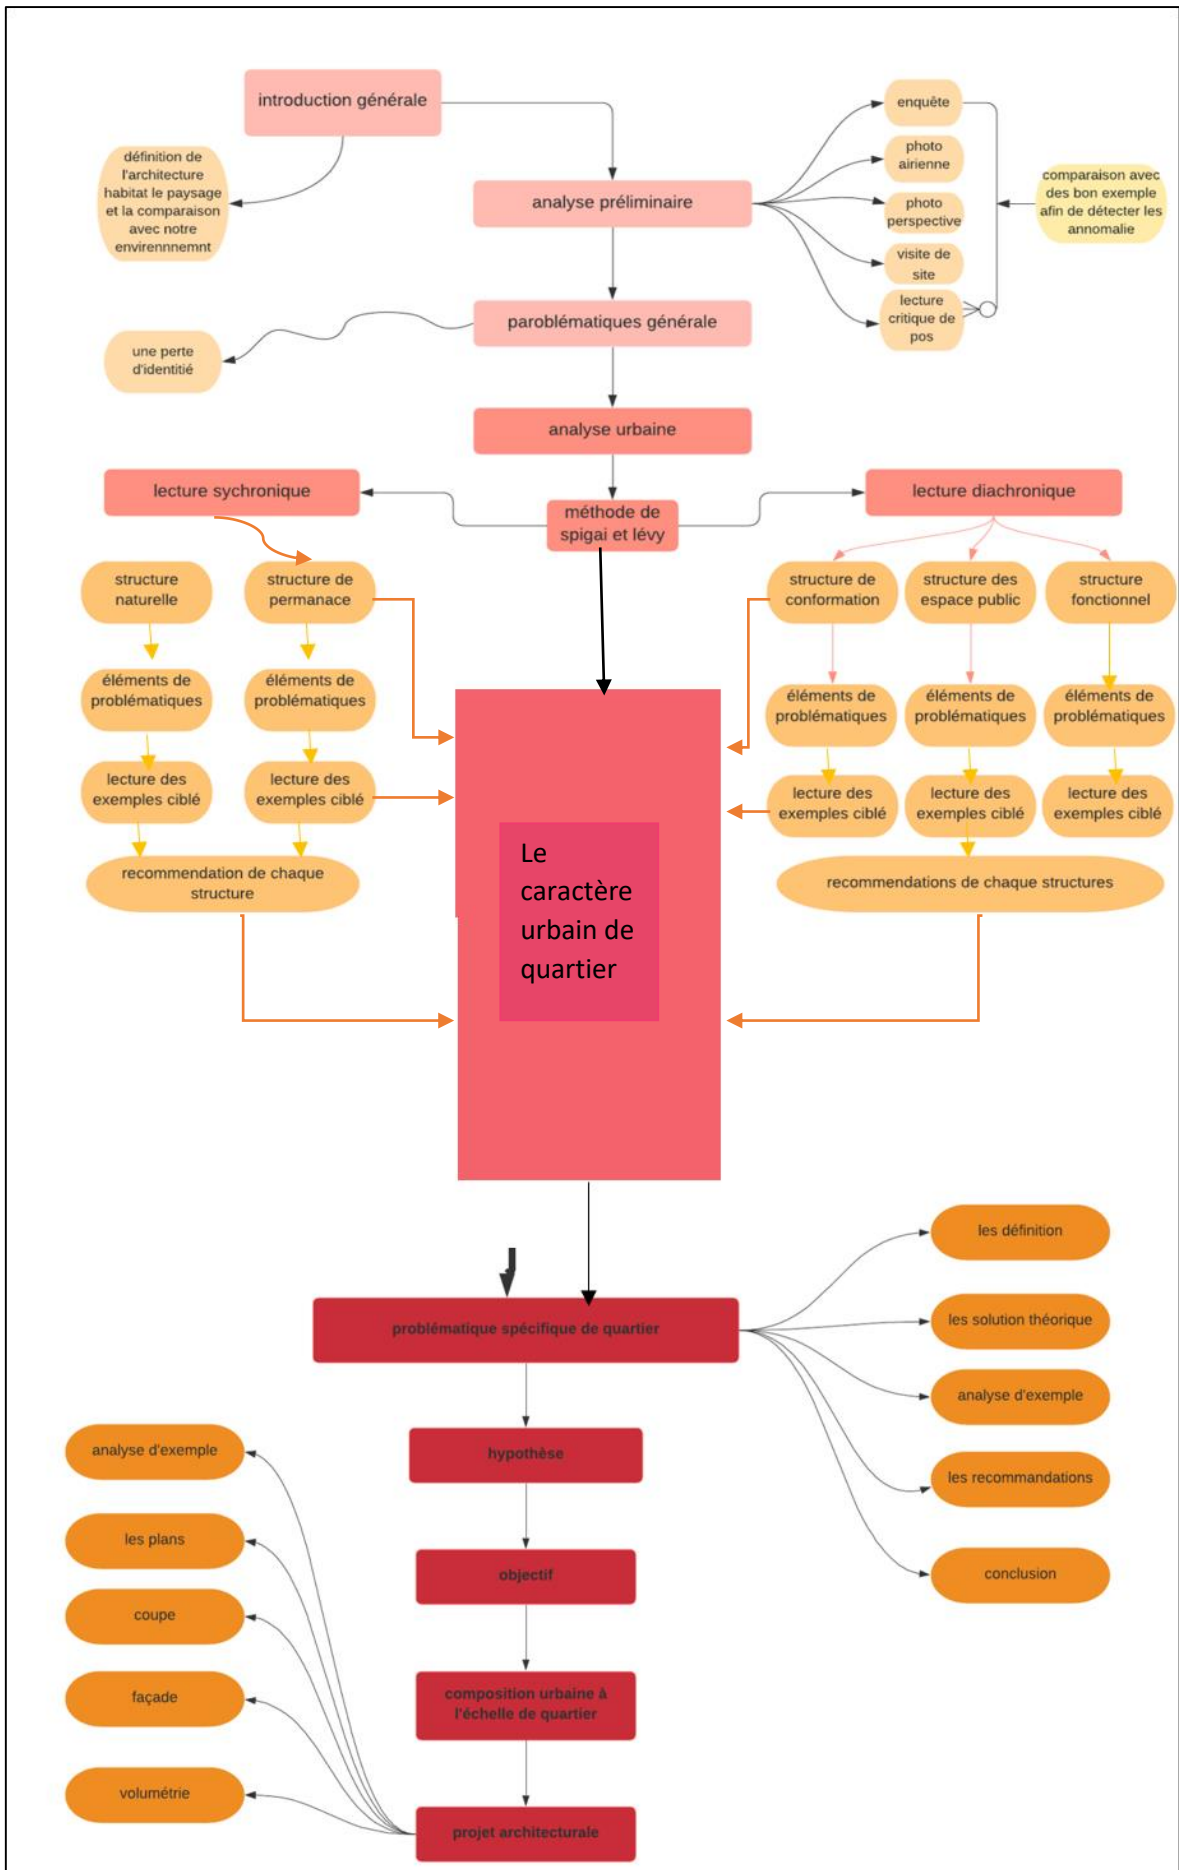 introduction générale
définition de
l'architecture
habitat le paysage
et la comparaison
avec notre
envirennnemnt
analyse préliminaire
enquête
photo
airienne
photo
perspective
visite de
site
lecture
critique de
pos
comparaison avec
des bon exemple
afin de détecter les
annomalie
paroblématiques générale
une perte
d'identitié
analyse urbaine
lecture sychronique
méthode de
spigai et lévy
lecture diachronique
structure
naturelle
structure de
permanace
structure de
conformation
structure des
espace public
structure
fonctionnel
éléments de
problématiques
éléments de
problématiques
éléments de
problématiques
éléments de
problématiques
éléments de
problématiques
lecture des
exemples ciblé
lecture des
exemples ciblé
lecture des
exemples ciblé
lecture des
exemples ciblé
lecture des
exemples ciblé
recommendation de chaque
structure
recommendations de chaque structures
Le
caractère
urbain de
quartier
problématique spécifique de quartier
les définition
les solution théorique
analyse d'exemple
les recommandations
conclusion
hypothèse
objectif
composition urbaine à
l'échelle de quartier
projet architecturale
analyse d'exemple
les plans
coupe
façade
volumétrie